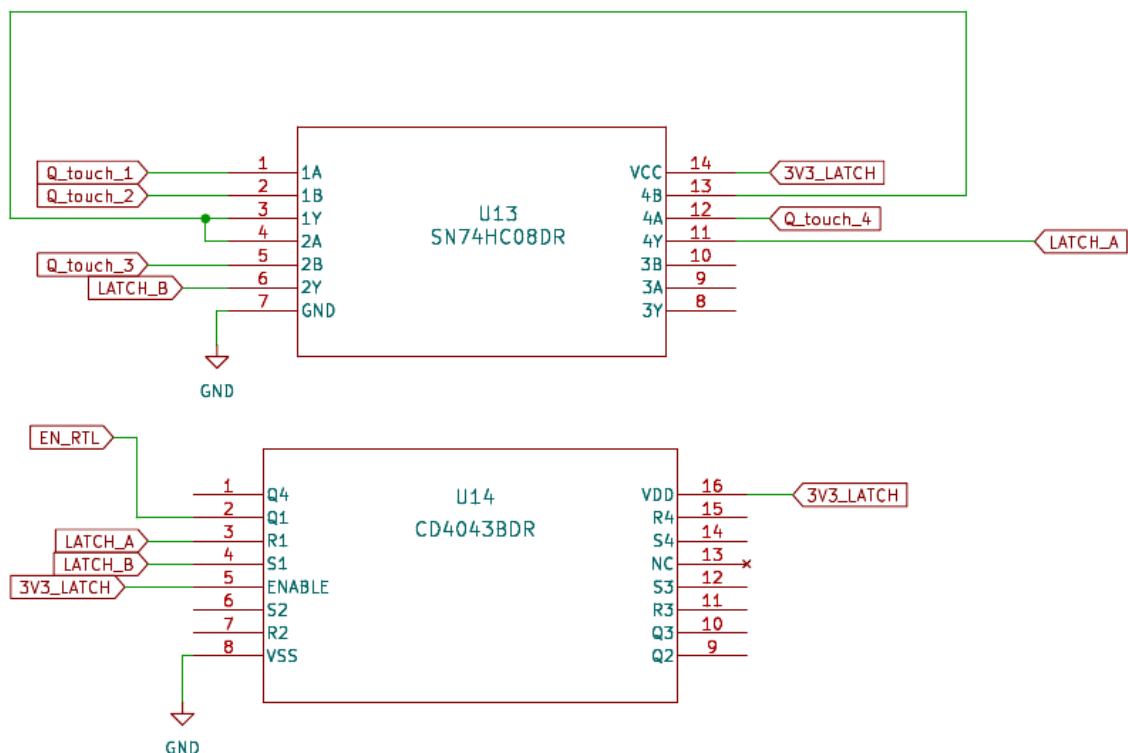 Q_touch_1 1 1A VCC 14 3V3_LATCH
Q_touch_2 2 1B 4B 13
3 1Y 4A 12 Q_touch_4
U13
SN74HC08DR
4 2A 4Y 11 LATCH_A
Q_touch_3 5 2B 3B 10
LATCH_B 6 2Y 3A 9
7 GND 3Y 8
GND
EN_RTL
1 Q4 VDD 16 3V3_LATCH
U14
2 Q1 R4 15
CD4043BDR
LATCH_A 3 R1 S4 14
LATCH_B 4 S1 NC 13
3V3_LATCH 5 ENABLE S3 12
6 S2 R3 11
7 R2 Q3 10
8 VSS Q2 9
GND